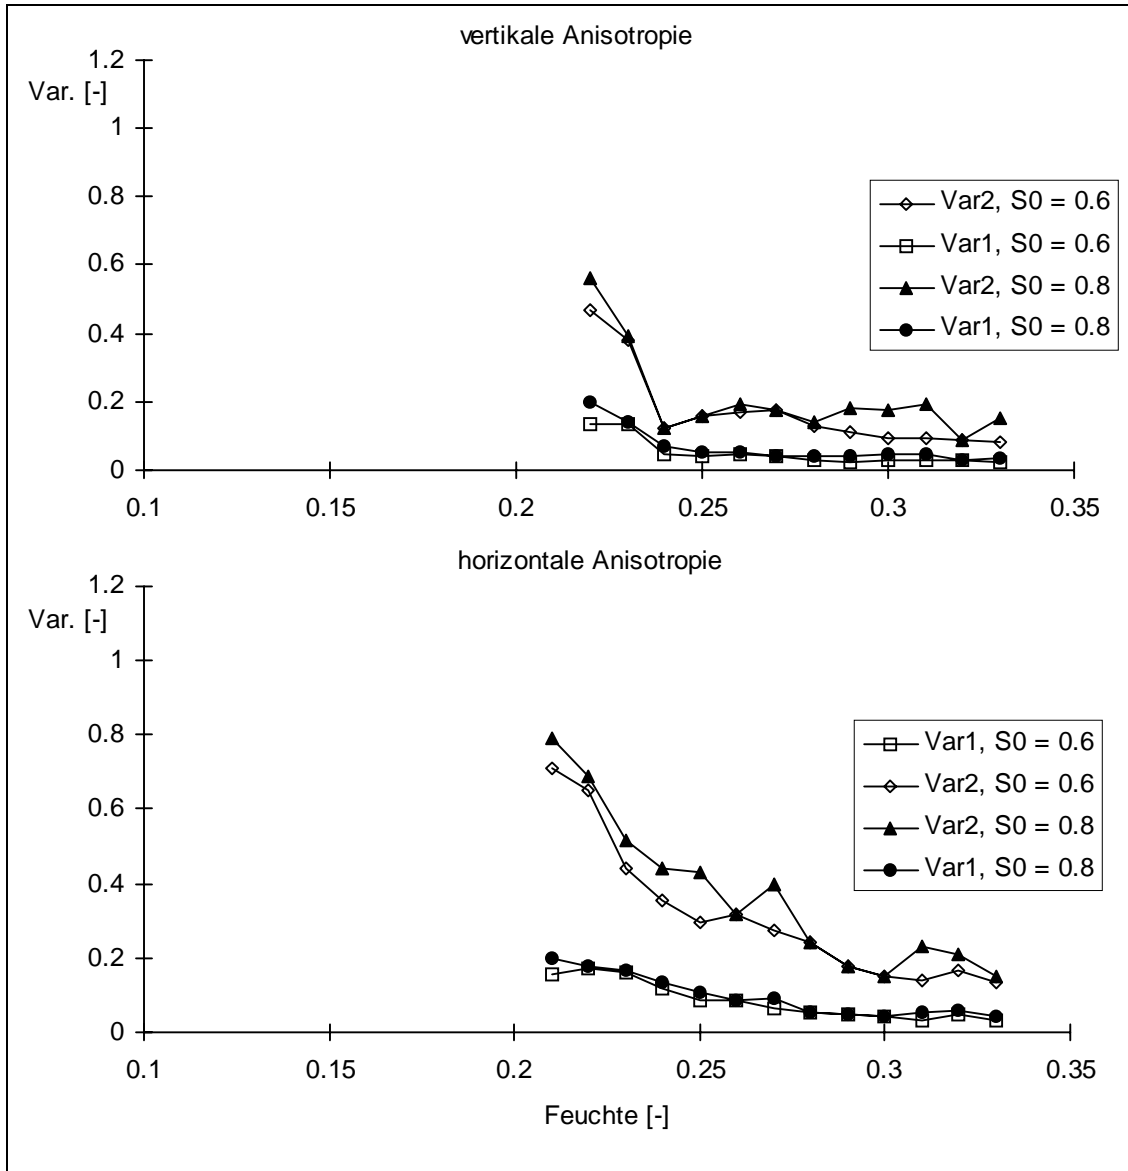 vertikale Anisotropie
1.2
Var. [-]
1
0.8
0.6
0.4
0.2
0
0.1 0.15 0.2 0.25 0.3 0.35
Var2, S0 = 0.6
Var1, S0 = 0.6
Var2, S0 = 0.8
Var1, S0 = 0.8
horizontale Anisotropie
1.2
Var. [-]
1
0.8
0.6
0.4
0.2
0
0.1 0.15 0.2 0.25 0.3 0.35
Var1, S0 = 0.6
Var2, S0 = 0.6
Var2, S0 = 0.8
Var1, S0 = 0.8
Feuchte [-]